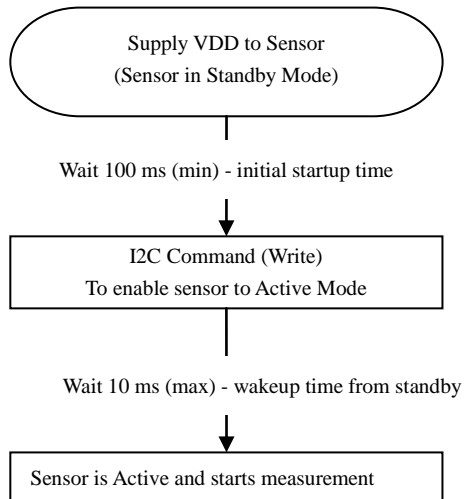 Supply VDD to Sensor
(Sensor in Standby Mode)
Wait 100 ms (min) - initial startup time
I2C Command (Write)
To enable sensor to Active Mode
Wait 10 ms (max) - wakeup time from standby
Sensor is Active and starts measurement